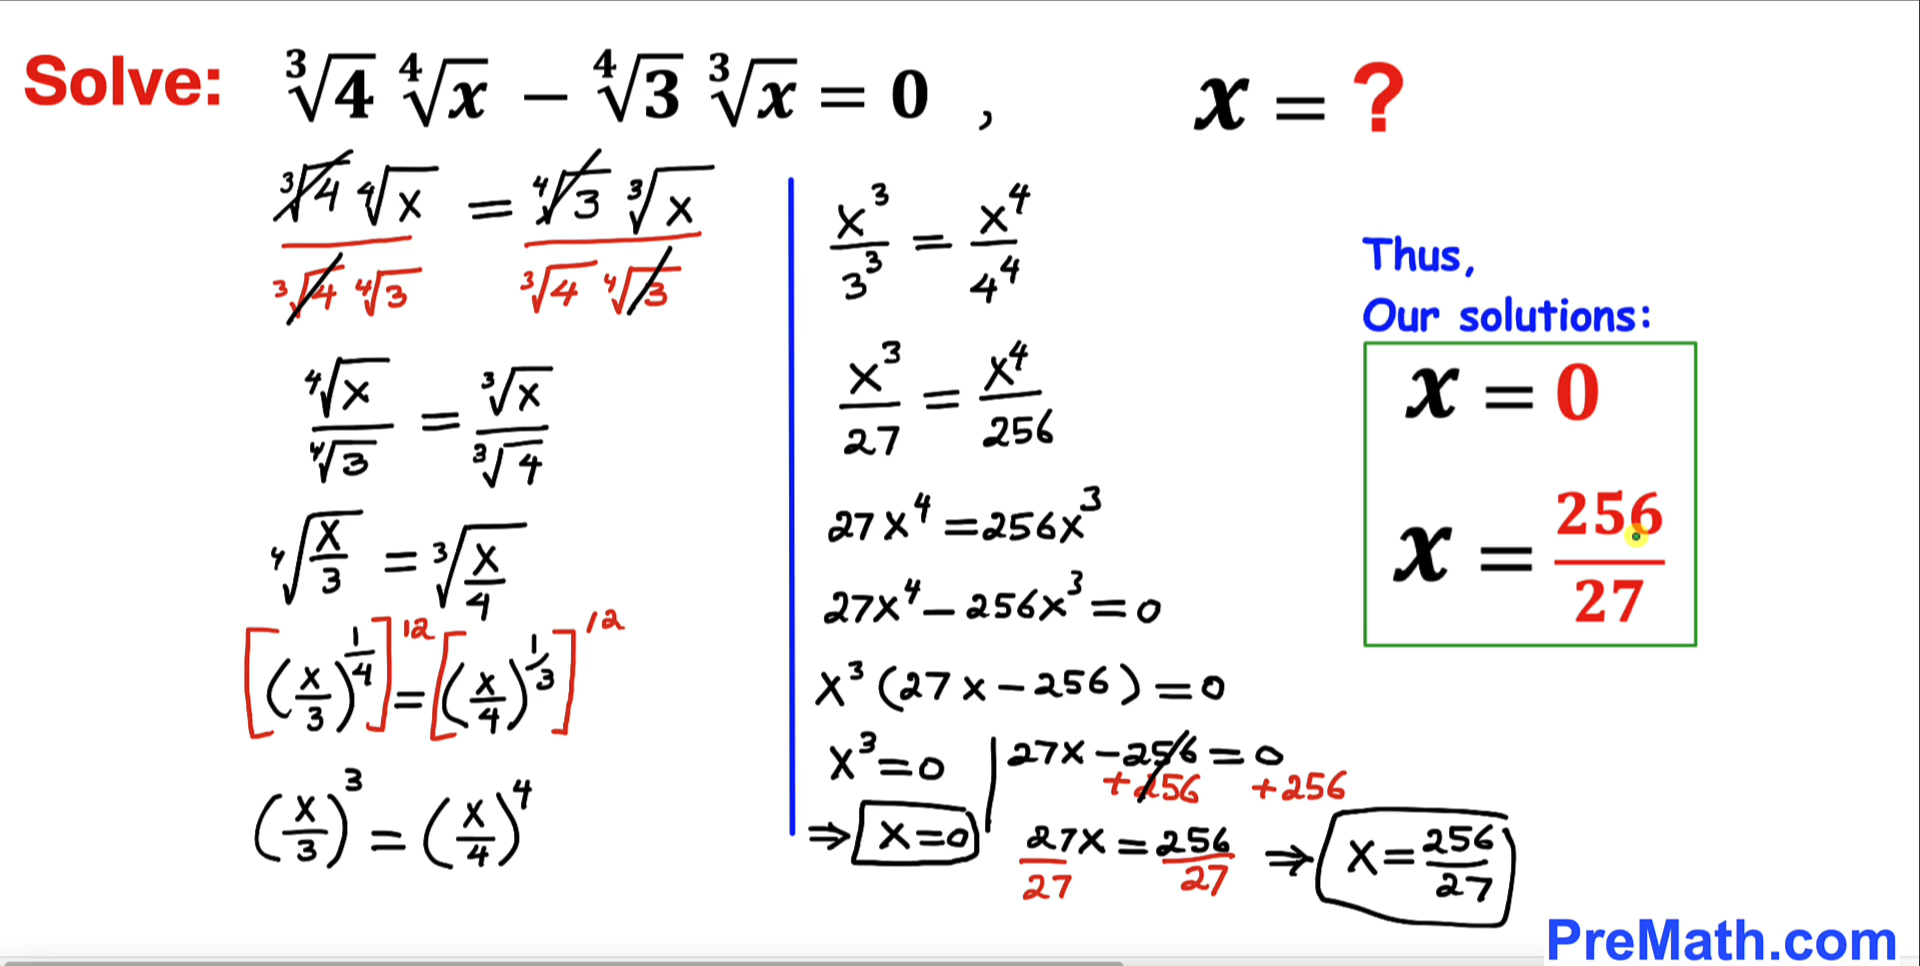 Solve: ∛4 ∜x − ∜3 ∛x = 0 , x = ?
∛4 ∜x / ∛4 ∜3 = ∜3 ∛x / ∛4 ∜3
∜x / ∜3 = ∛x / ∛4
∜(x/3) = ∛(x/4)
[(x/3)^(1/4)]^12 = [(x/4)^(1/3)]^12
(x/3)^3 = (x/4)^4
x^3/3^3 = x^4/4^4
x^3/27 = x^4/256
27x^4 = 256x^3
27x^4 − 256x^3 = 0
x^3 (27x − 256) = 0
x^3 = 0 | 27x − 256 = 0
+256 +256
⇒ x = 0
27x/27 = 256/27 ⇒ x = 256/27
Thus,
Our solutions:
x = 0
x = 256/27
PreMath.com